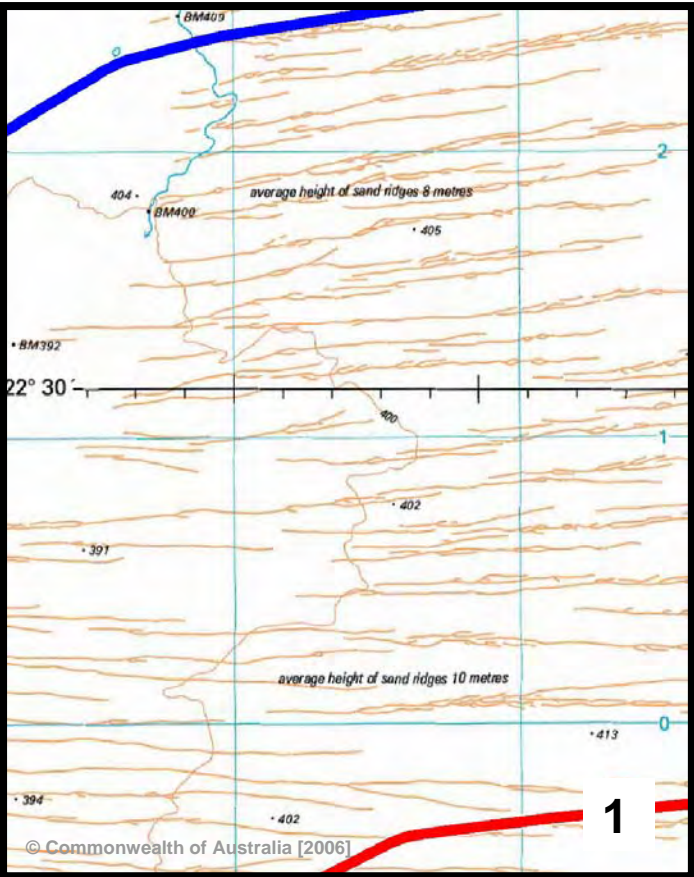 BM409
2
404
average height of sand ridges 8 metres
BM400
405
BM392
22° 30´
400
1
402
391
average height of sand ridges 10 metres
0
413
394
1
402
© Commonwealth of Australia [2006]